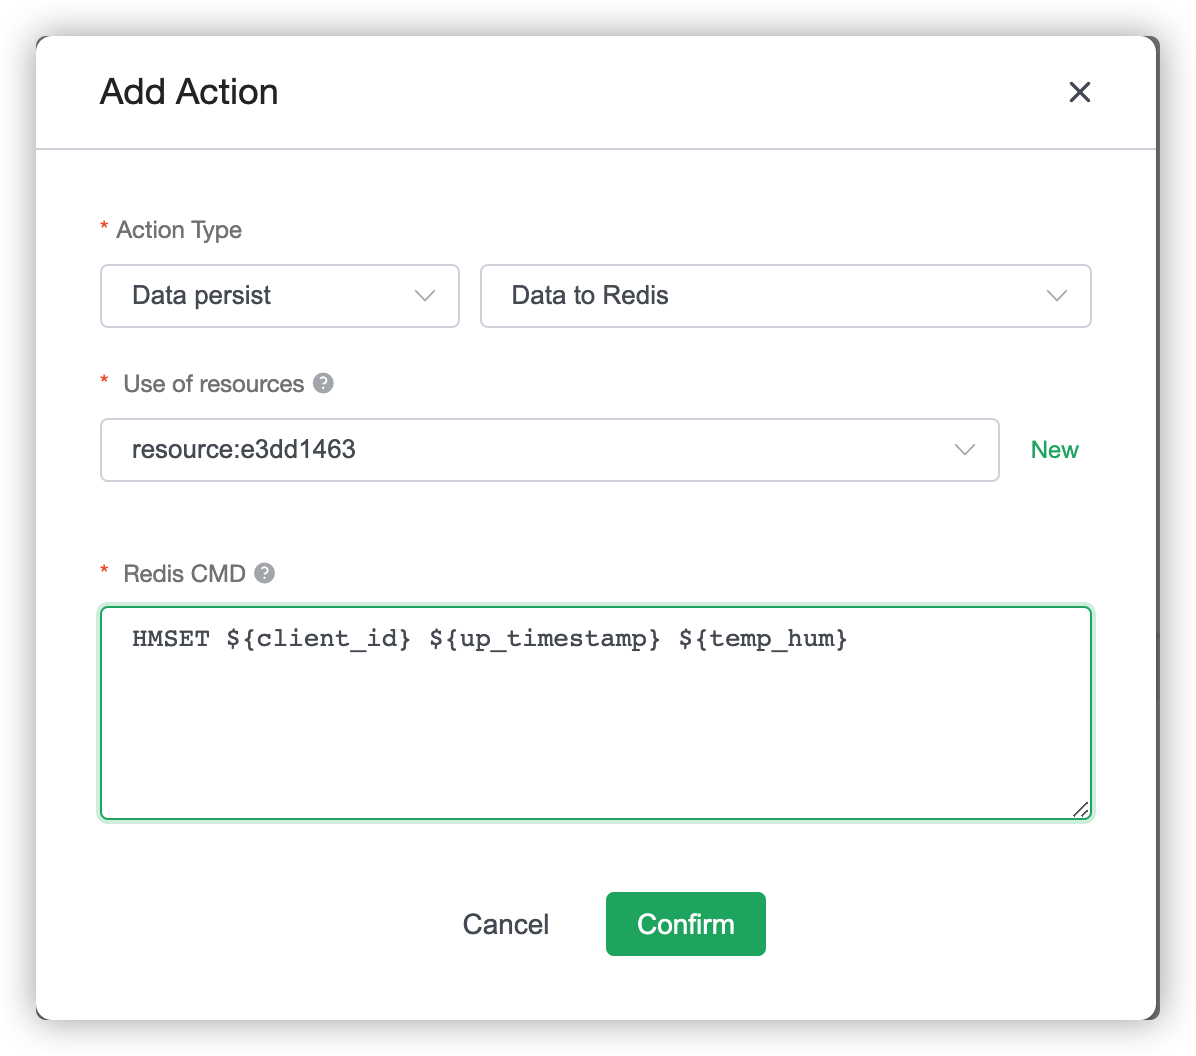 Add Action
* Action Type
Data persist
Data to Redis
* Use of resources ?
resource:e3dd1463
New
* Redis CMD ?
HMSET ${client_id} ${up_timestamp} ${temp_hum}
Cancel
Confirm